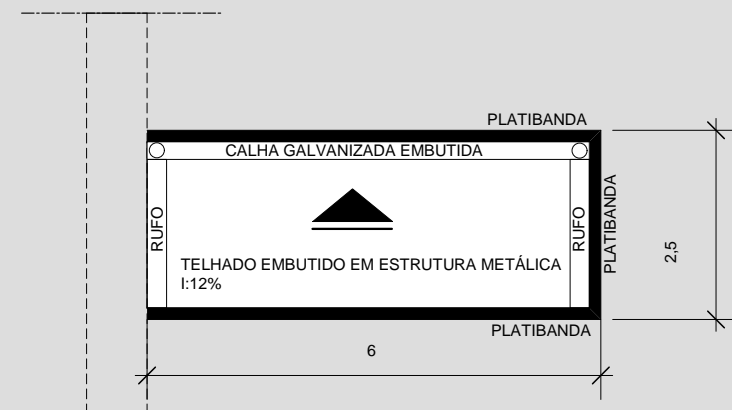 PLATIBANDA
CALHA GALVANIZADA EMBUTIDA
RUFO
RUFO
PLATIBANDA
2,5
TELHADO EMBUTIDO EM ESTRUTURA METÁLICA
I:12%
PLATIBANDA
6